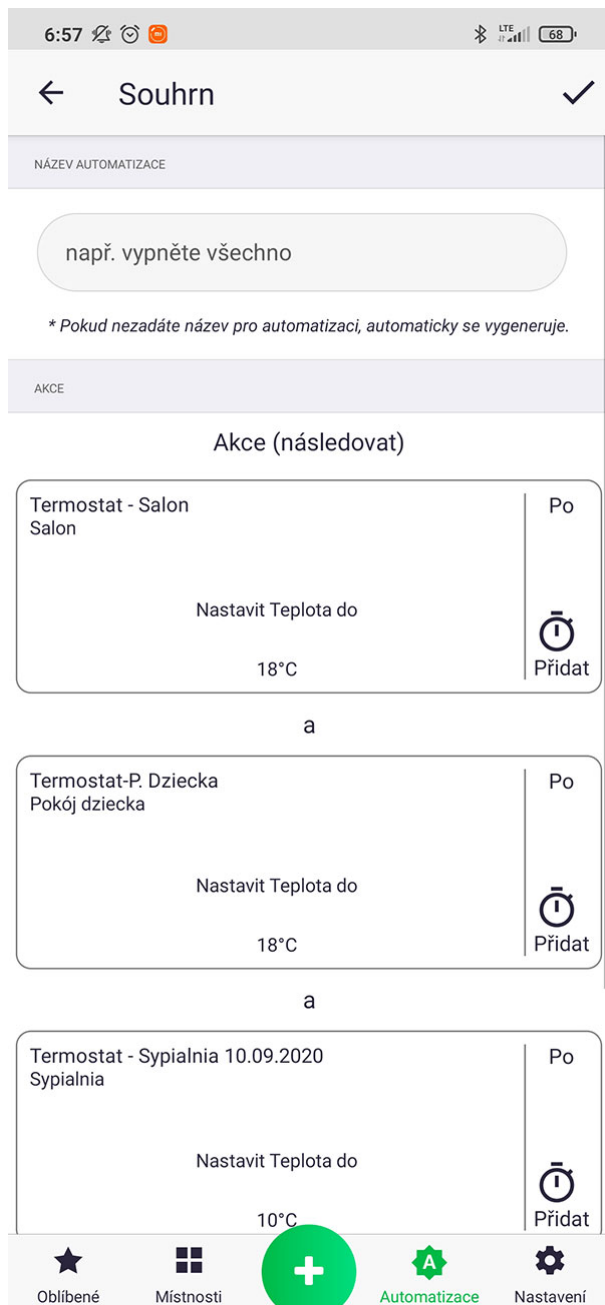 6:57
LTE
68
Souhrn
NÁZEV AUTOMATIZACE
např. vypněte všechno
* Pokud nezadáte název pro automatizaci, automaticky se vygeneruje.
AKCE
Akce (následovat)
Termostat - Salon
Salon
Po
Nastavit Teplota do
18°C
Přidat
a
Termostat-P. Dziecka
Pokój dziecka
Po
Nastavit Teplota do
18°C
Přidat
a
Termostat - Sypialnia 10.09.2020
Sypialnia
Po
Nastavit Teplota do
10°C
Přidat
A
Oblíbené
Místnosti
Automatizace
Nastavení